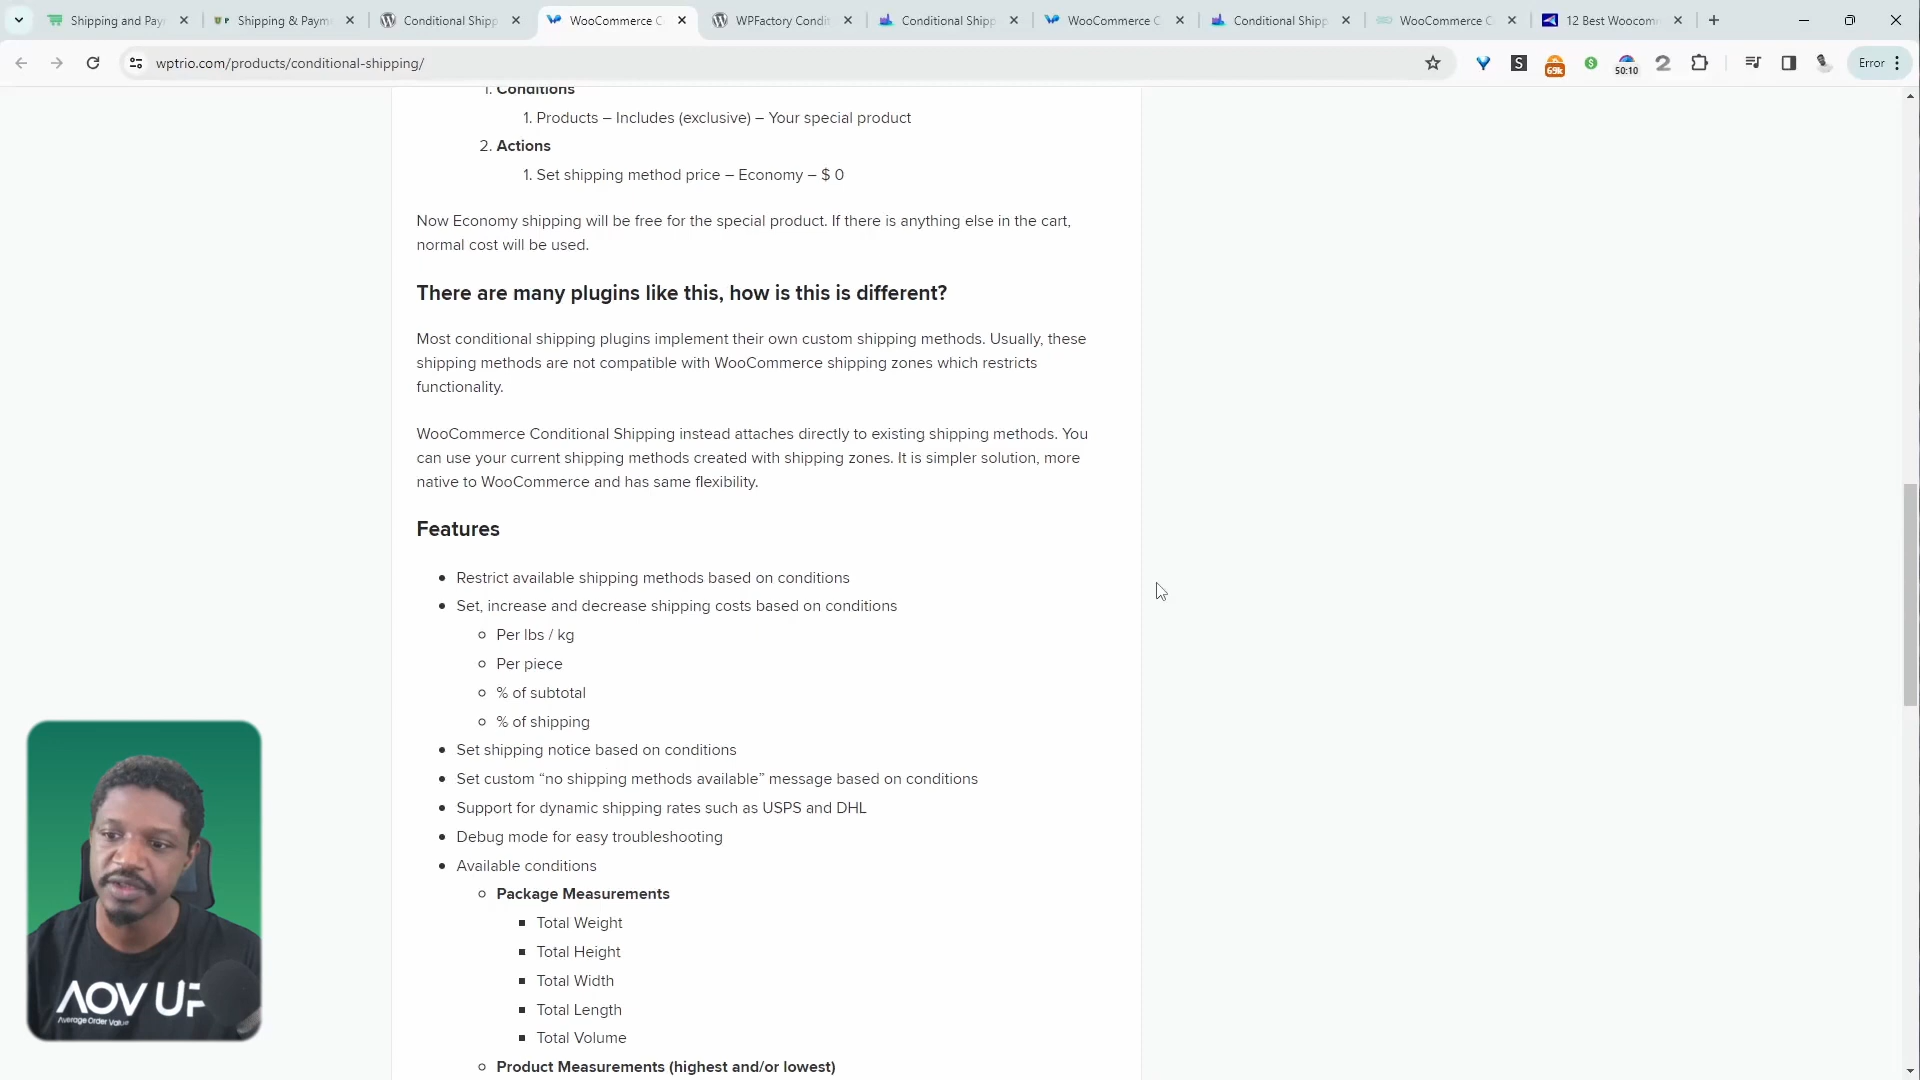 Shipping and Pay
Shipping & Paym
Conditional Shipp
WooCommerce C
WPFactory Condit
Conditional Shipp
WooCommerce C
Conditional Shipp
WooCommerce C
12 Best Woocomm
wptrio.com/products/conditional-shipping/
69k
50:10
Error
1. Conditions
1. Products – Includes (exclusive) – Your special product
2. Actions
1. Set shipping method price – Economy – $ 0
Now Economy shipping will be free for the special product. If there is anything else in the cart,
normal cost will be used.
There are many plugins like this, how is this is different?
Most conditional shipping plugins implement their own custom shipping methods. Usually, these
shipping methods are not compatible with WooCommerce shipping zones which restricts
functionality.
WooCommerce Conditional Shipping instead attaches directly to existing shipping methods. You
can use your current shipping methods created with shipping zones. It is simpler solution, more
native to WooCommerce and has same flexibility.
Features
Restrict available shipping methods based on conditions
Set, increase and decrease shipping costs based on conditions
Per lbs / kg
Per piece
% of subtotal
% of shipping
Set shipping notice based on conditions
Set custom “no shipping methods available” message based on conditions
Support for dynamic shipping rates such as USPS and DHL
Debug mode for easy troubleshooting
Available conditions
Package Measurements
Total Weight
Total Height
Total Width
Total Length
Total Volume
Product Measurements (highest and/or lowest)
AOV UP
Average Order Value